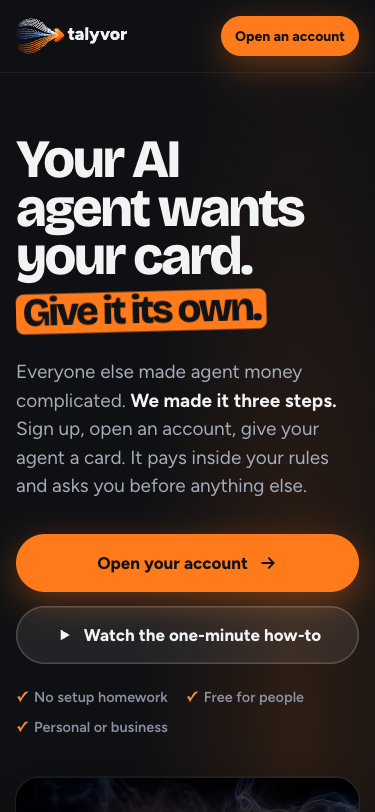 talyvor
Open an account
Your AI
agent wants
your card.
Give it its own.
Everyone else made agent money
complicated. We made it three steps.
Sign up, open an account, give your
agent a card. It pays inside your rules
and asks you before anything else.
Open your account →
Watch the one-minute how-to
✓ No setup homework ✓ Free for people
✓ Personal or business